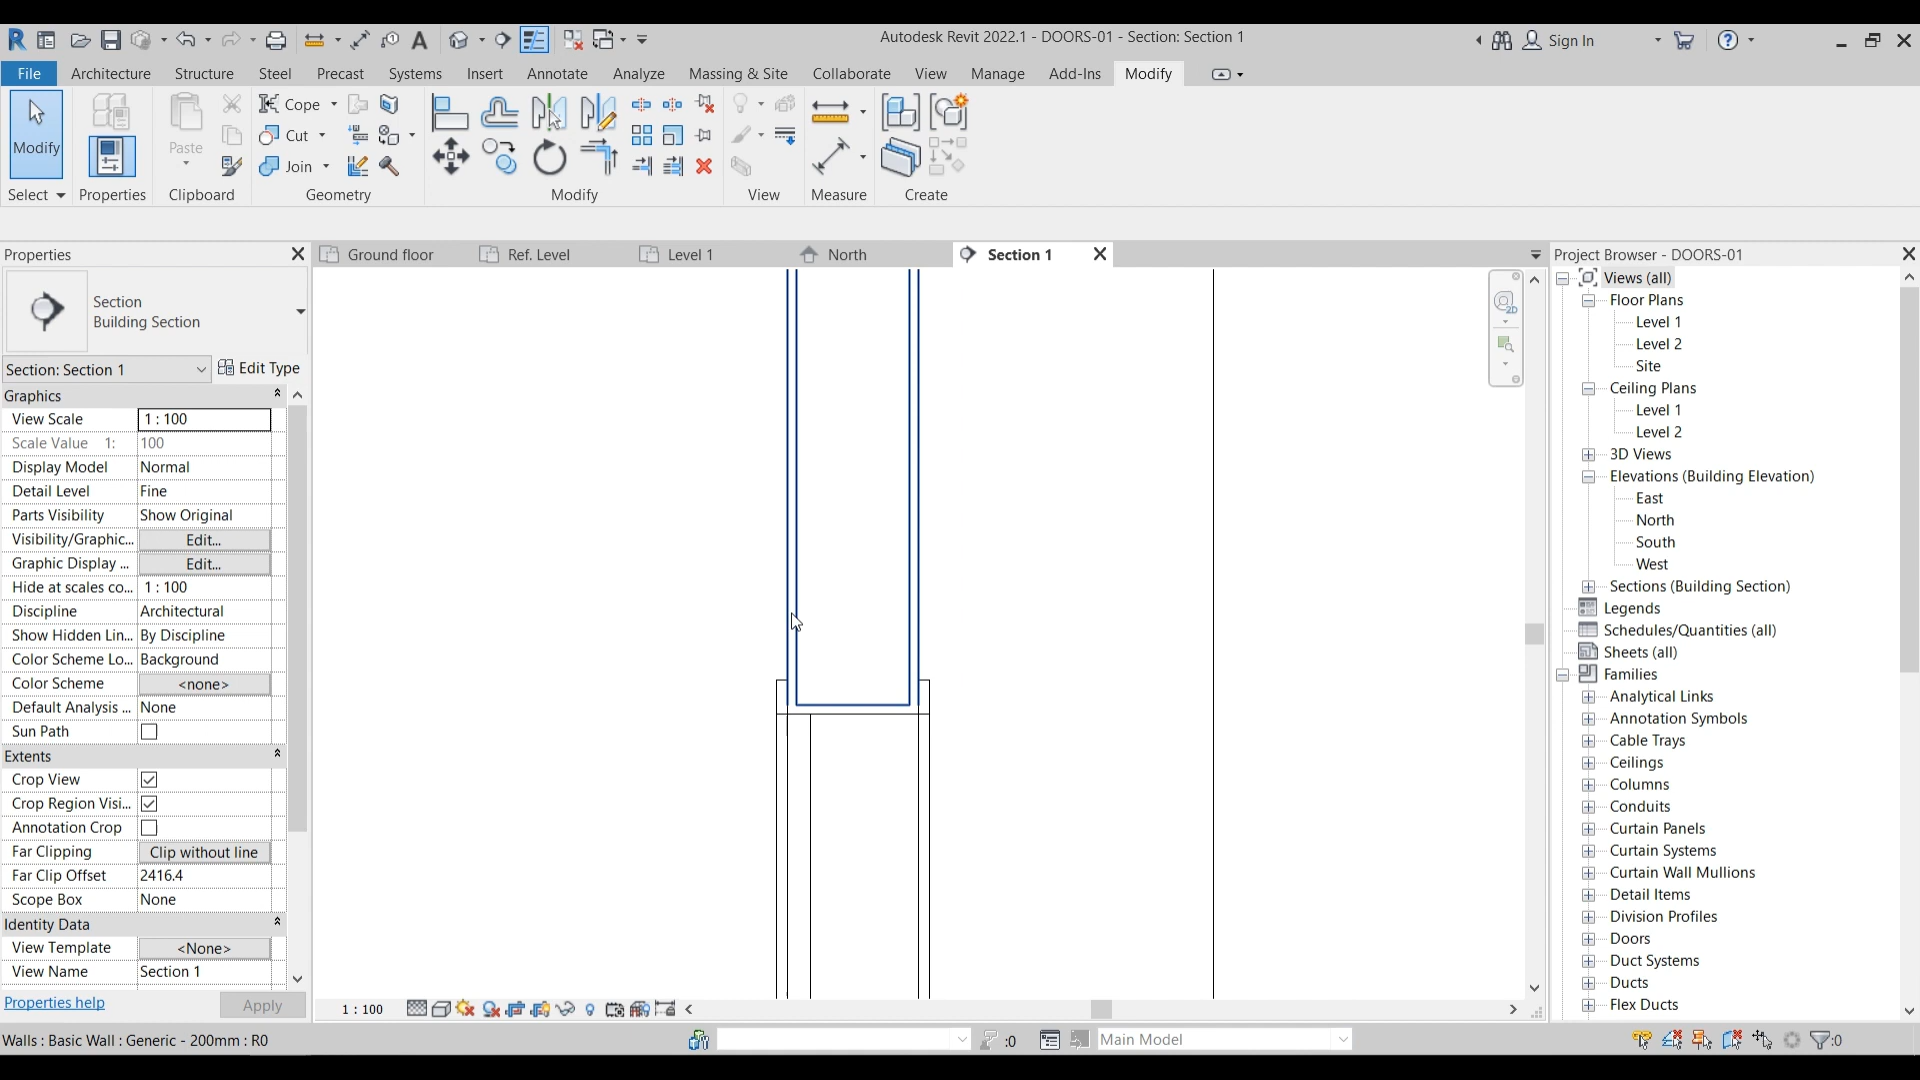 Autodesk Revit 2022.1 - DOORS-01 - Section: Section 1
Sign In
File Architecture Structure Steel Precast Systems Insert Annotate Analyze Massing & Site Collaborate View Manage Add-Ins Modify
Modify
Paste
Cope
Cut
Join
Select Properties Clipboard Geometry Modify View Measure Create
Properties
Ground floor Ref. Level Level 1 North Section 1
Project Browser - DOORS-01
Section
Building Section
Section: Section 1 Edit Type
Graphics
View Scale 1 : 100
Scale Value 1: 100
Display Model Normal
Detail Level Fine
Parts Visibility Show Original
Visibility/Graphic... Edit...
Graphic Display ... Edit...
Hide at scales co... 1 : 100
Discipline Architectural
Show Hidden Lin... By Discipline
Color Scheme Lo... Background
Color Scheme <none>
Default Analysis ... None
Sun Path
Extents
Crop View
Crop Region Visi...
Annotation Crop
Far Clipping Clip without line
Far Clip Offset 2416.4
Scope Box None
Identity Data
View Template <None>
View Name Section 1
Properties help Apply
2D
Views (all)
Floor Plans
Level 1
Level 2
Site
Ceiling Plans
Level 1
Level 2
3D Views
Elevations (Building Elevation)
East
North
South
West
Sections (Building Section)
Legends
Schedules/Quantities (all)
Sheets (all)
Families
Analytical Links
Annotation Symbols
Cable Trays
Ceilings
Columns
Conduits
Curtain Panels
Curtain Systems
Curtain Wall Mullions
Detail Items
Division Profiles
Doors
Duct Systems
Ducts
Flex Ducts
1 : 100
Walls : Basic Wall : Generic - 200mm : R0
:0
Main Model
:0